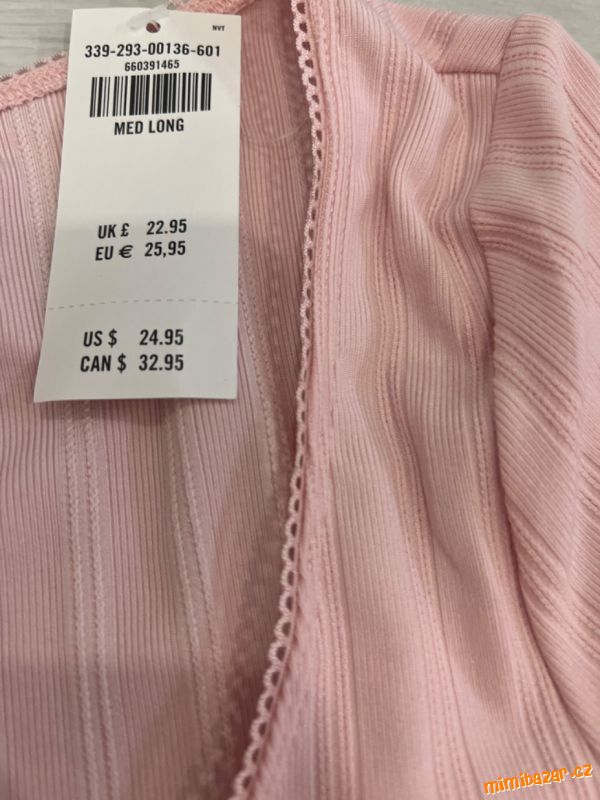 NVT
339-293-00136-601
660391465
MED LONG
UK £ 22.95
EU € 25,95
US $ 24.95
CAN $ 32.95
mimibazar.cz